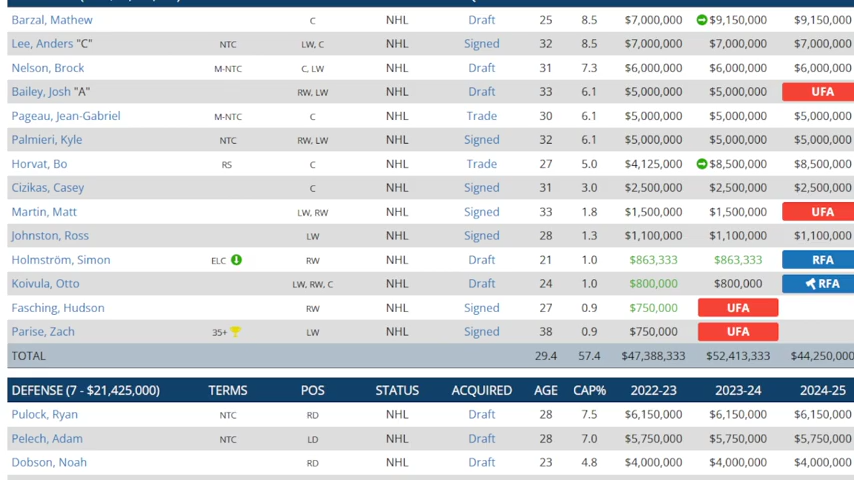 Barzal, Mathew C NHL Draft 25 8.5 $7,000,000 $9,150,000 $9,150,000
Lee, Anders "C" NTC LW, C NHL Signed 32 8.5 $7,000,000 $7,000,000 $7,000,000
Nelson, Brock M-NTC C, LW NHL Draft 31 7.3 $6,000,000 $6,000,000 $6,000,000
Bailey, Josh "A" RW, LW NHL Draft 33 6.1 $5,000,000 $5,000,000 UFA
Pageau, Jean-Gabriel M-NTC C NHL Trade 30 6.1 $5,000,000 $5,000,000 $5,000,000
Palmieri, Kyle NTC RW, LW NHL Signed 32 6.1 $5,000,000 $5,000,000 $5,000,000
Horvat, Bo RS C NHL Trade 27 5.0 $4,125,000 $8,500,000 $8,500,000
Cizikas, Casey C NHL Signed 31 3.0 $2,500,000 $2,500,000 $2,500,000
Martin, Matt LW, RW NHL Signed 33 1.8 $1,500,000 $1,500,000 UFA
Johnston, Ross LW NHL Signed 28 1.3 $1,100,000 $1,100,000 $1,100,000
Holmström, Simon ELC RW NHL Draft 21 1.0 $863,333 $863,333 RFA
Koivula, Otto LW, RW, C NHL Draft 24 1.0 $800,000 $800,000 RFA
Fasching, Hudson RW NHL Signed 27 0.9 $750,000 UFA
Parise, Zach 35+ LW NHL Signed 38 0.9 $750,000 UFA
TOTAL 29.4 57.4 $47,388,333 $52,413,333 $44,250,000
DEFENSE (7 - $21,425,000) TERMS POS STATUS ACQUIRED AGE CAP% 2022-23 2023-24 2024-25
Pulock, Ryan NTC RD NHL Draft 28 7.5 $6,150,000 $6,150,000 $6,150,000
Pelech, Adam NTC LD NHL Draft 28 7.0 $5,750,000 $5,750,000 $5,750,000
Dobson, Noah RD NHL Draft 23 4.8 $4,000,000 $4,000,000 $4,000,000